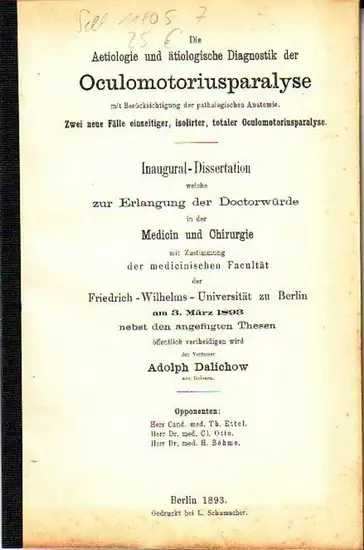 11105 7
25 €
Die
Aetiologie und ätiologische Diagnostik der
Oculomotoriusparalyse
mit Berücksichtigung der pathologischen Anatomie.
Zwei neue Fälle einseitiger, isolirter, totaler Oculomotoriusparalyse.
Inaugural-Dissertation
welche
zur Erlangung der Doctorwürde
in der
Medicin und Chirurgie
mit Zustimmung
der medicinischen Facultät
der
Friedrich-Wilhelms-Universität zu Berlin
am 3. März 1893
nebst den angefügten Thesen
öffentlich vertheidigen wird
der Verfasser
Adolph Dalichow
aus
Opponenten:
Herr Cand. med. Th. Ettel.
Herr Dr. med. Cl. Otto.
Herr Dr. med. H. Böhme.
Berlin 1893.
Gedruckt bei L. Schumacher.